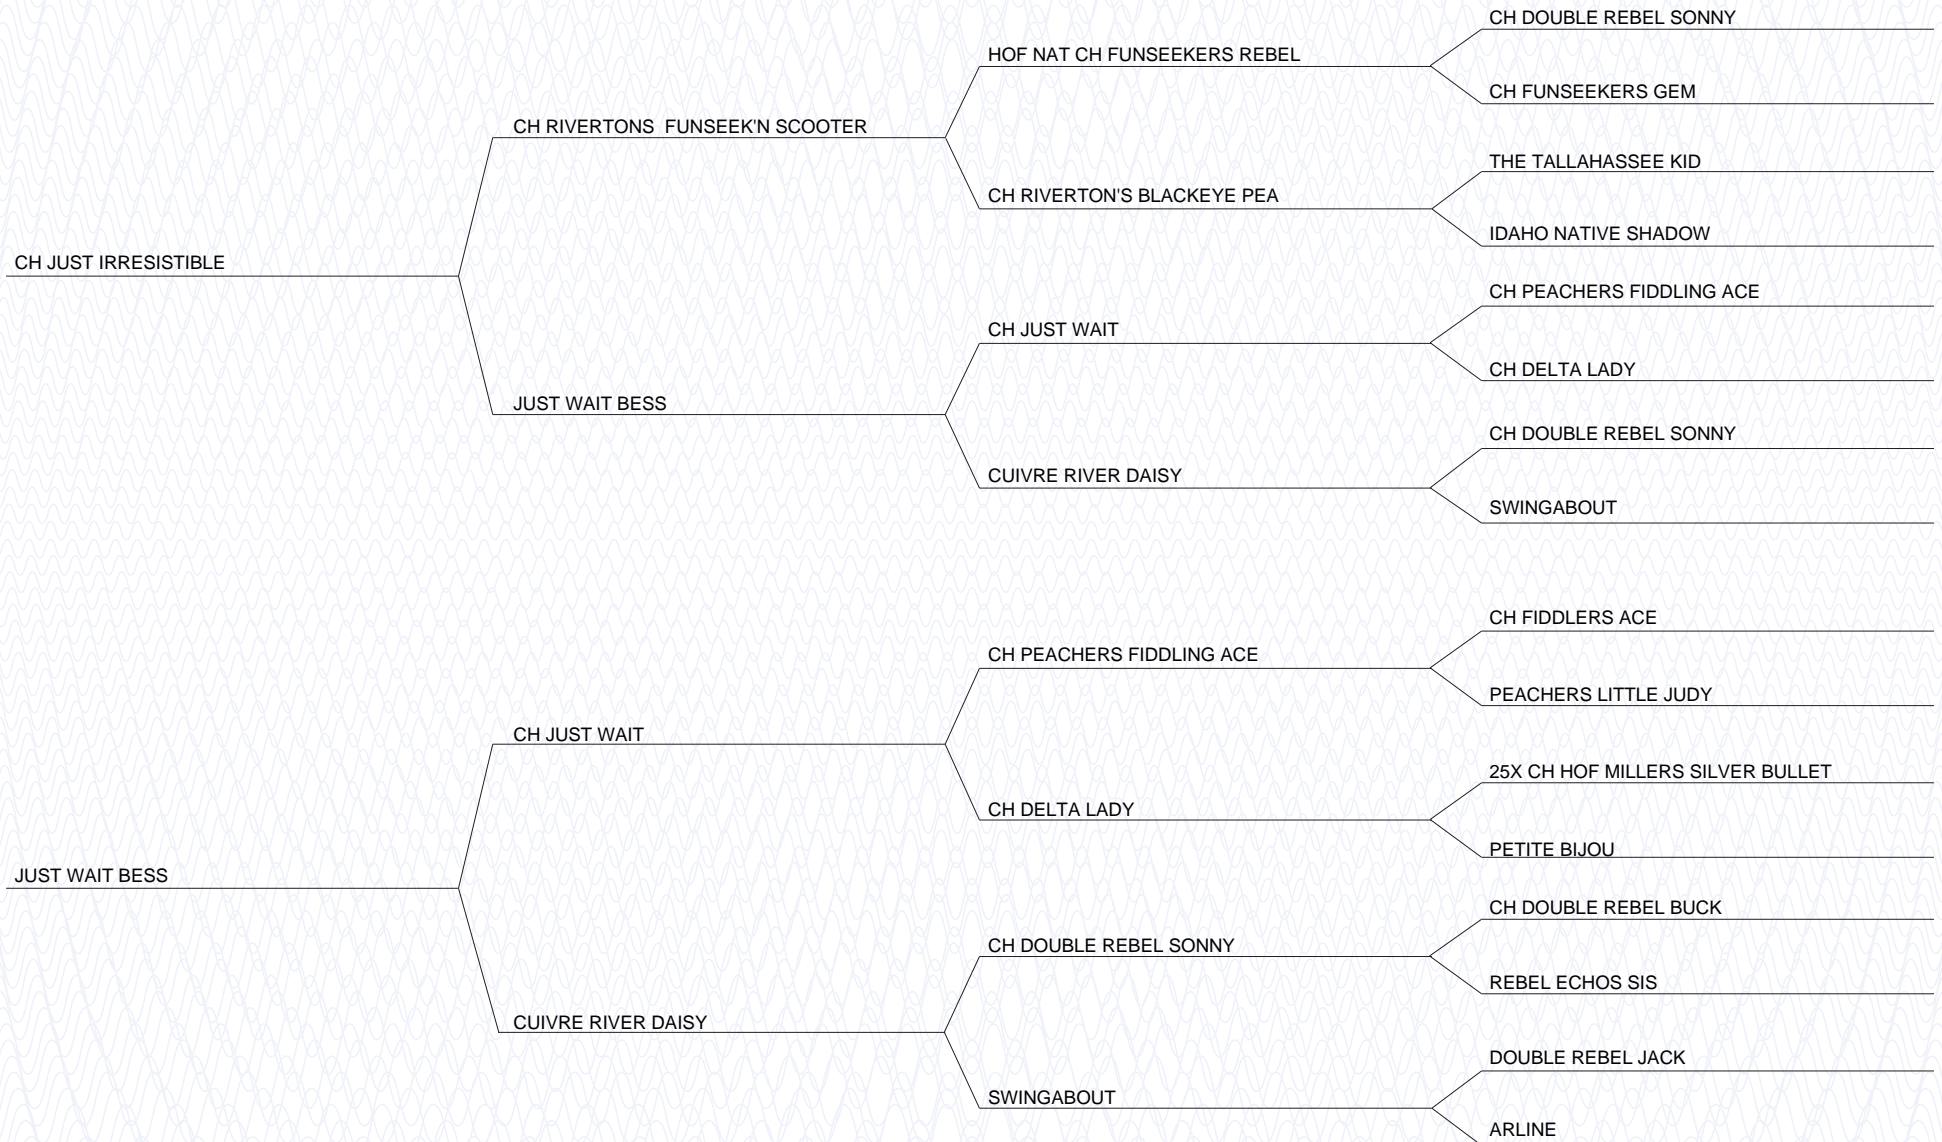 CH DOUBLE REBEL SONNY
HOF NAT CH FUNSEEKERS REBEL
CH FUNSEEKERS GEM
CH RIVERTONS  FUNSEEK'N SCOOTER
THE TALLAHASSEE KID
CH RIVERTON'S BLACKEYE PEA
IDAHO NATIVE SHADOW
CH JUST IRRESISTIBLE
CH PEACHERS FIDDLING ACE
CH JUST WAIT
CH DELTA LADY
JUST WAIT BESS
CH DOUBLE REBEL SONNY
CUIVRE RIVER DAISY
SWINGABOUT
CH FIDDLERS ACE
CH PEACHERS FIDDLING ACE
PEACHERS LITTLE JUDY
CH JUST WAIT
25X CH HOF MILLERS SILVER BULLET
CH DELTA LADY
PETITE BIJOU
JUST WAIT BESS
CH DOUBLE REBEL BUCK
CH DOUBLE REBEL SONNY
REBEL ECHOS SIS
CUIVRE RIVER DAISY
DOUBLE REBEL JACK
SWINGABOUT
ARLINE